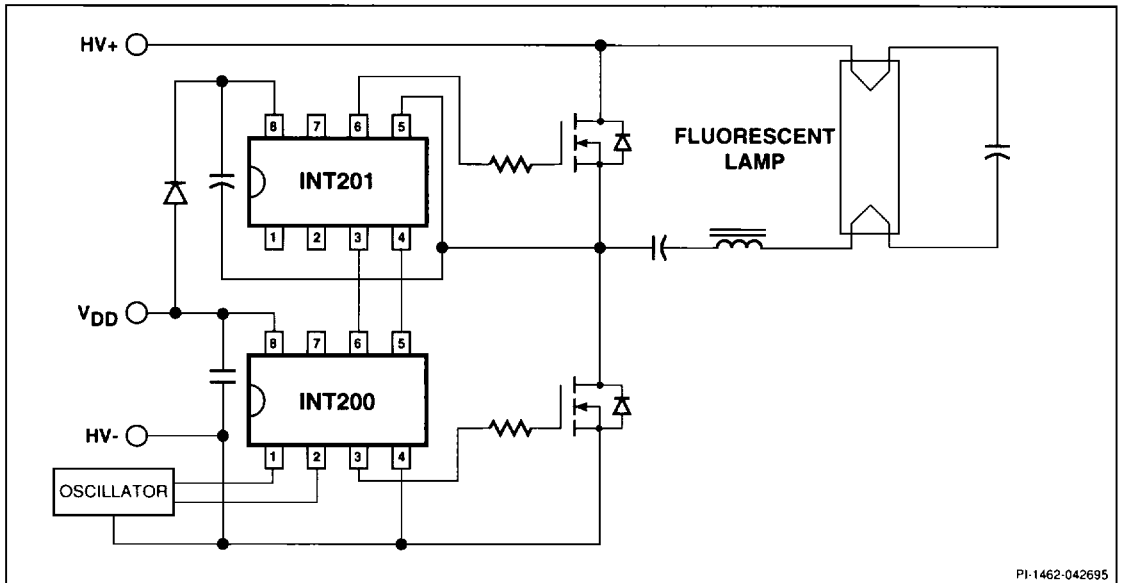 HV+
8 7 6 5
INT201
1 2 3 4
FLUORESCENT
LAMP
VDD
8 7 6 5
INT200
1 2 3 4
HV-
OSCILLATOR
PI-1462-042695